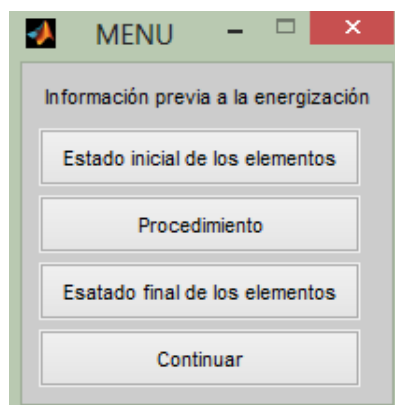 MENU
Información previa a la energización
Estado inicial de los elementos
Procedimiento
Esatado final de los elementos
Continuar